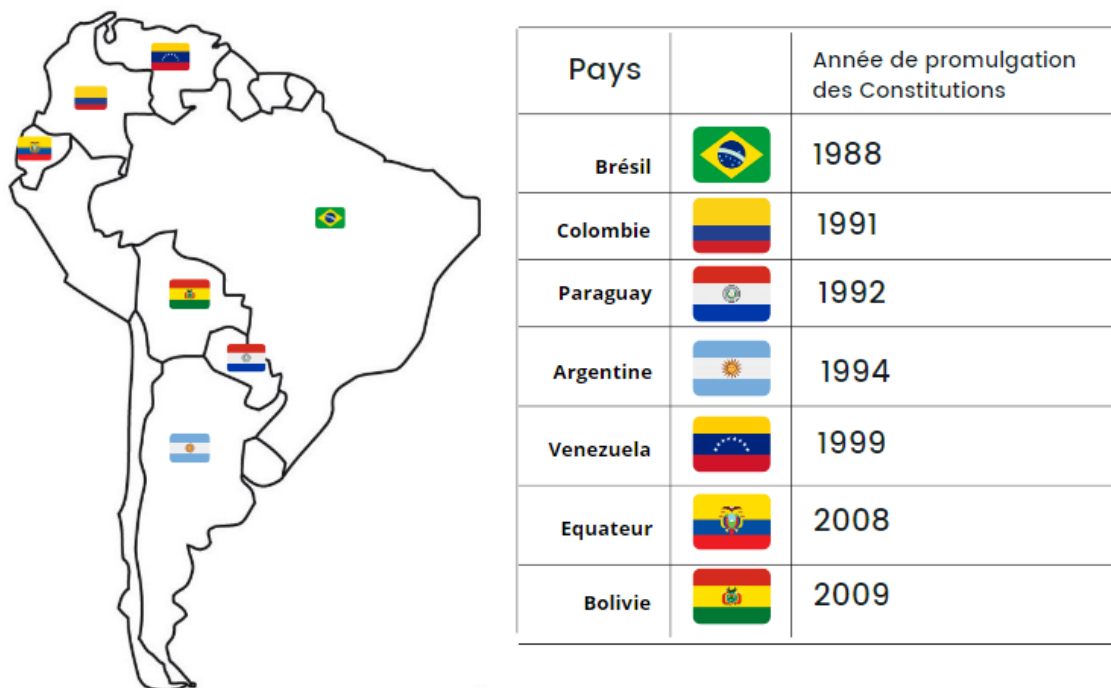 Pays
Année de promulgation
des Constitutions
Brésil
1988
Colombie
1991
Paraguay
1992
Argentine
1994
Venezuela
1999
Equateur
2008
Bolivie
2009